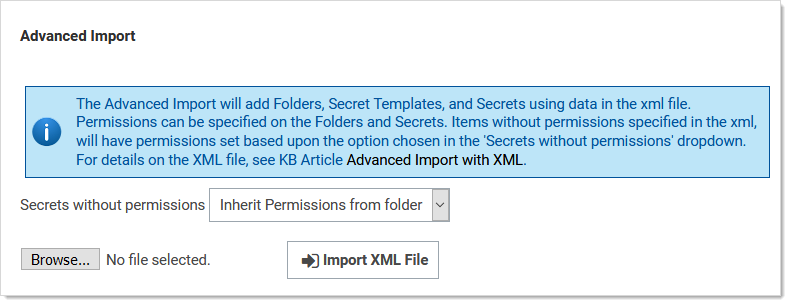 Advanced Import
The Advanced Import will add Folders, Secret Templates, and Secrets using data in the xml file.
Permissions can be specified on the Folders and Secrets. Items without permissions specified in the xml,
will have permissions set based upon the option chosen in the 'Secrets without permissions' dropdown.
For details on the XML file, see KB Article Advanced Import with XML.
Secrets without permissions Inherit Permissions from folder
Browse... No file selected. Import XML File